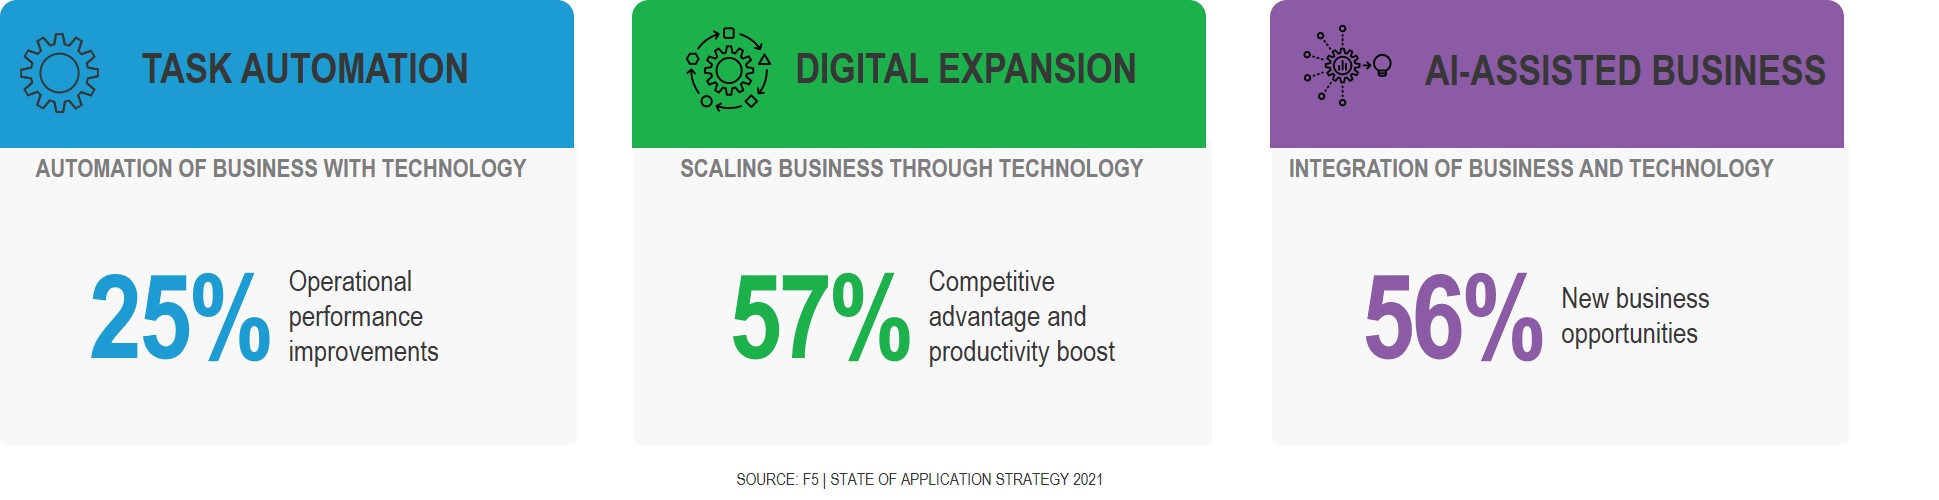 TASK AUTOMATION
AUTOMATION OF BUSINESS WITH TECHNOLOGY
25%
Operational
performance
improvements
DIGITAL EXPANSION
SCALING BUSINESS THROUGH TECHNOLOGY
57%
Competitive
advantage and
productivity boost
AI-ASSISTED BUSINESS
INTEGRATION OF BUSINESS AND TECHNOLOGY
56%
New business
opportunities
SOURCE: F5 | STATE OF APPLICATION STRATEGY 2021